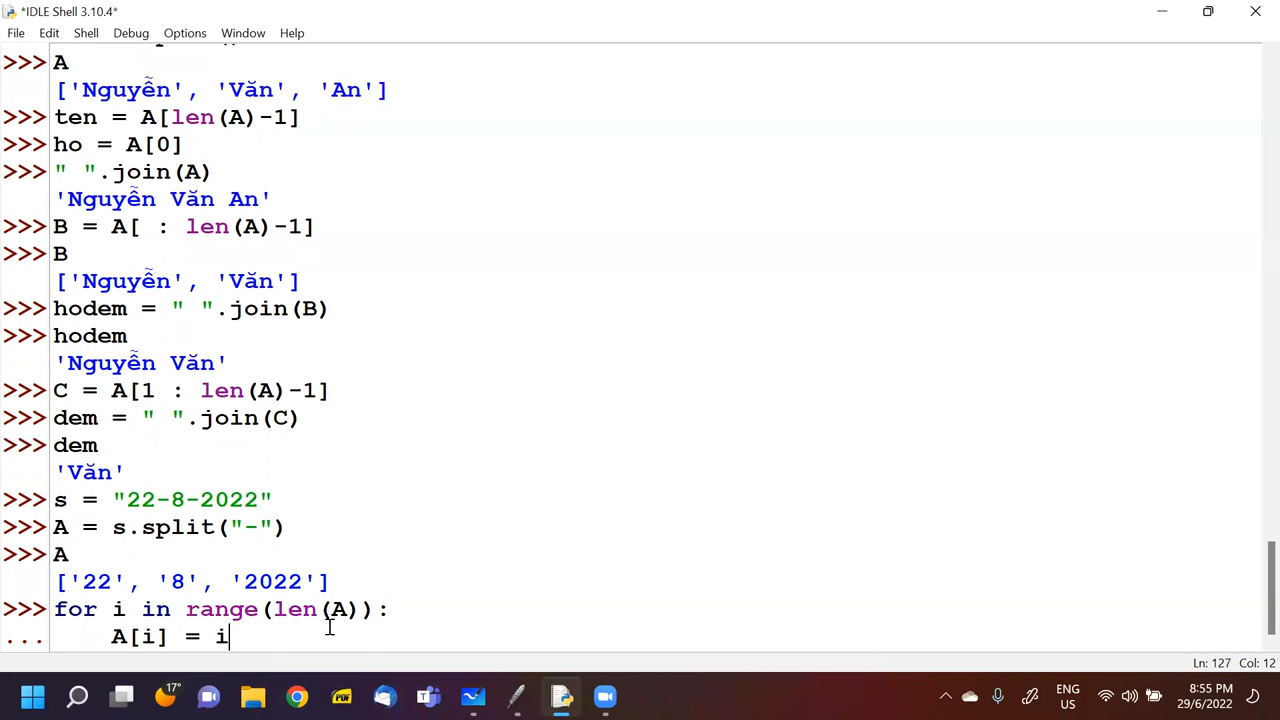 *IDLE Shell 3.10.4*
File Edit Shell Debug Options Window Help
>>> A
['Nguyễn', 'Văn', 'An']
>>> ten = A[len(A)-1]
>>> ho = A[0]
>>> " ".join(A)
'Nguyễn Văn An'
>>> B = A[ : len(A)-1]
>>> B
['Nguyễn', 'Văn']
>>> hodem = " ".join(B)
>>> hodem
'Nguyễn Văn'
>>> C = A[1 : len(A)-1]
>>> dem = " ".join(C)
>>> dem
'Văn'
>>> s = "22-8-2022"
>>> A = s.split("-")
>>> A
['22', '8', '2022']
>>> for i in range(len(A)):
... A[i] = i
Ln: 127 Col: 12
17°
PDF
ENG
US
8:55 PM
29/6/2022